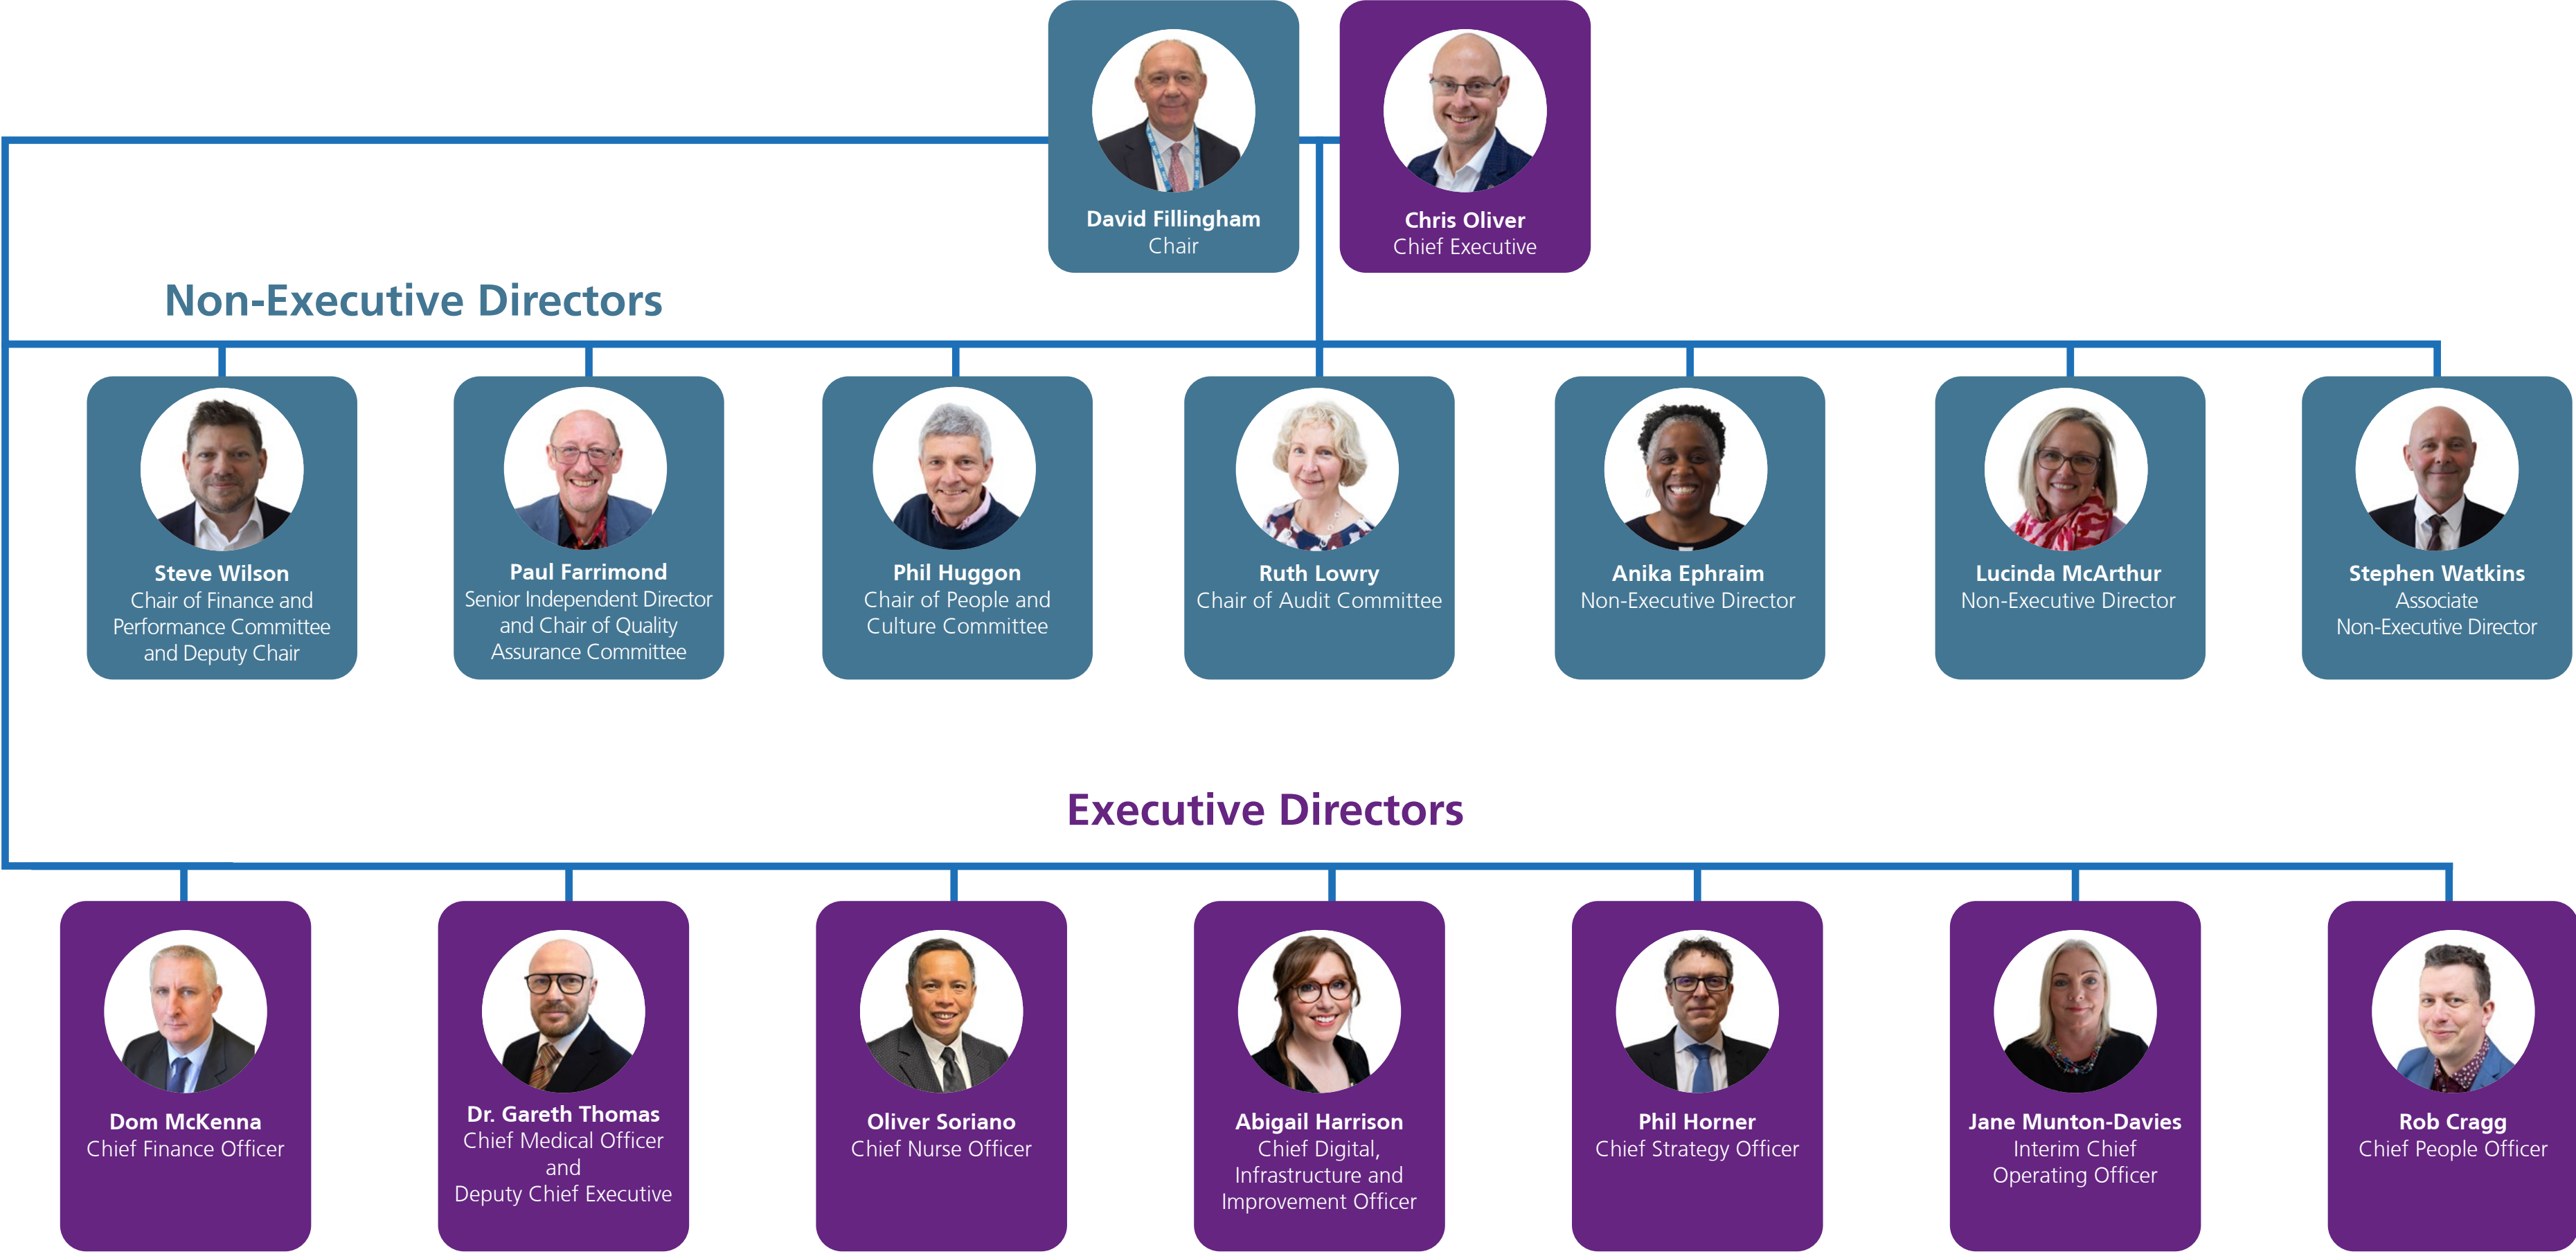 David Fillingham
Chair
Chris Oliver
Chief Executive
Non-Executive Directors
Steve Wilson
Chair of Finance and
Performance Committee
and Deputy Chair
Paul Farrimond
Senior Independent Director
and Chair of Quality
Assurance Committee
Phil Huggon
Chair of People and
Culture Committee
Ruth Lowry
Chair of Audit Committee
Anika Ephraim
Non-Executive Director
Lucinda McArthur
Non-Executive Director
Stephen Watkins
Associate
Non-Executive Director
Executive Directors
Dom McKenna
Chief Finance Officer
Dr. Gareth Thomas
Chief Medical Officer
and
Deputy Chief Executive
Oliver Soriano
Chief Nurse Officer
Abigail Harrison
Chief Digital,
Infrastructure and
Improvement Officer
Phil Horner
Chief Strategy Officer
Jane Munton-Davies
Interim Chief
Operating Officer
Rob Cragg
Chief People Officer